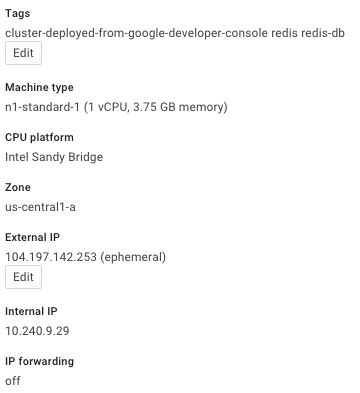 Tags
cluster-deployed-from-google-developer-console redis redis-db
Edit
Machine type
n1-standard-1 (1 vCPU, 3.75 GB memory)
CPU platform
Intel Sandy Bridge
Zone
us-central1-a
External IP
104.197.142.253 (ephemeral)
Edit
Internal IP
10.240.9.29
IP forwarding
off